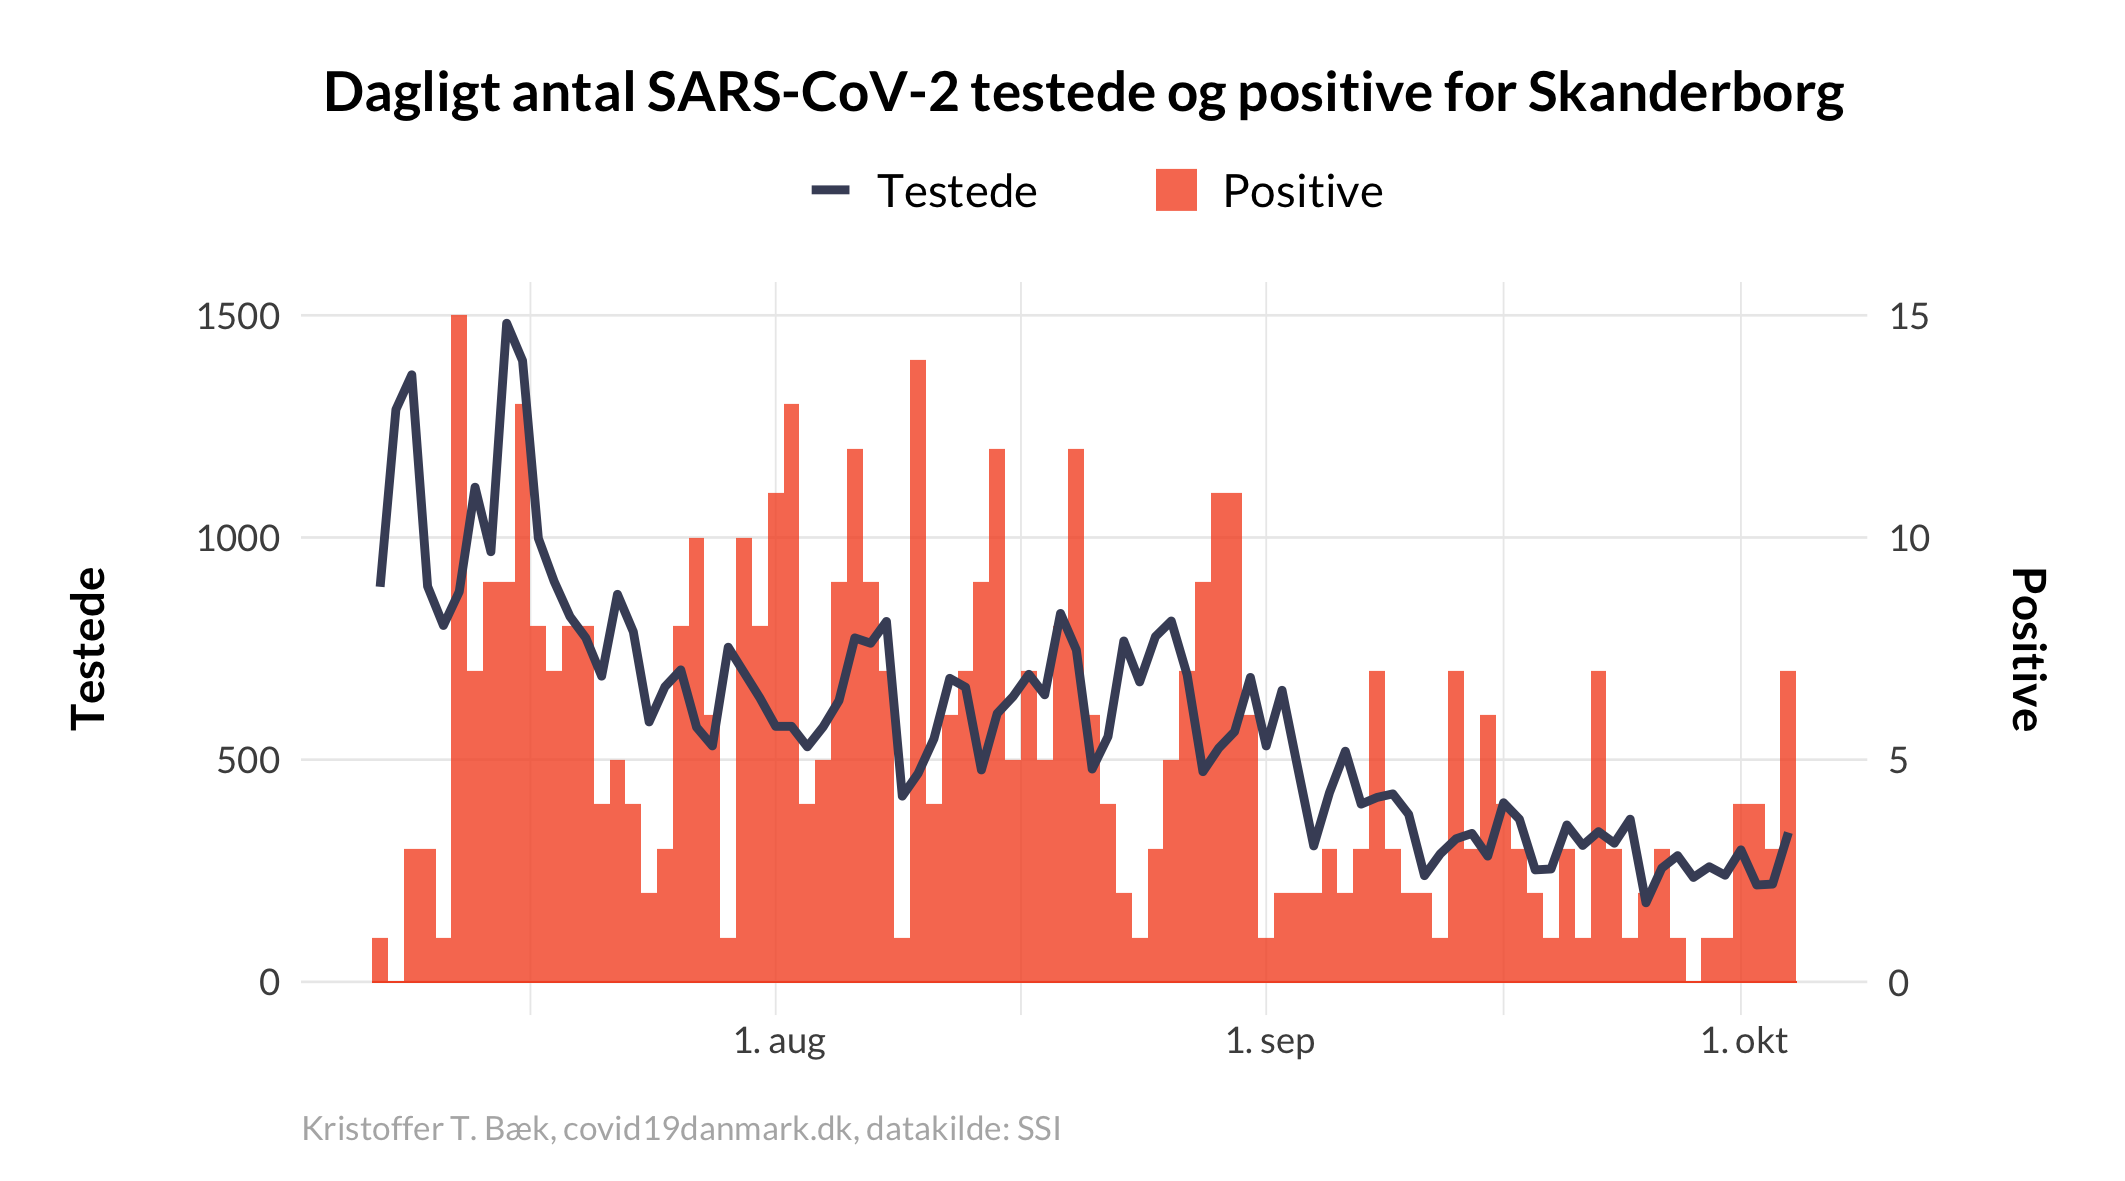 Dagligt antal SARS-CoV-2 testede og positive for Skanderborg
Testede
Positive
1500
1000
500
0
Testede
15
10
5
0
Positive
1. aug
1. sep
1. okt
Kristoffer T. Bæk, covid19danmark.dk, datakilde: SSI